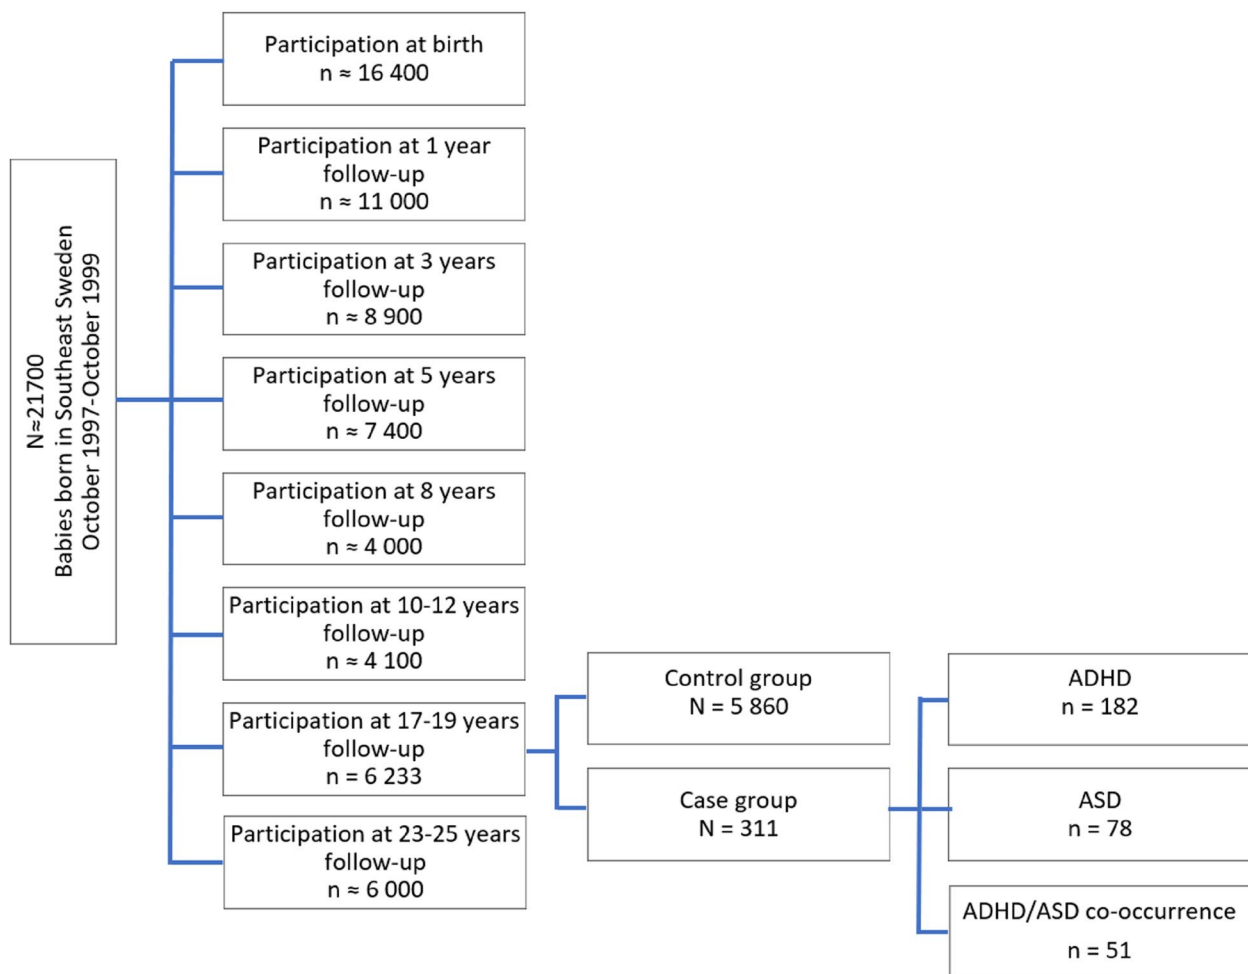 N≈21700
Babies born in Southeast Sweden
October 1997-October 1999
Participation at birth
n ≈ 16 400
Participation at 1 year
follow-up
n ≈ 11 000
Participation at 3 years
follow-up
n ≈ 8 900
Participation at 5 years
follow-up
n ≈ 7 400
Participation at 8 years
follow-up
n ≈ 4 000
Participation at 10-12 years
follow-up
n ≈ 4 100
Participation at 17-19 years
follow-up
n = 6 233
Participation at 23-25 years
follow-up
n ≈ 6 000
Control group
N = 5 860
Case group
N = 311
ADHD
n = 182
ASD
n = 78
ADHD/ASD co-occurrence
n = 51